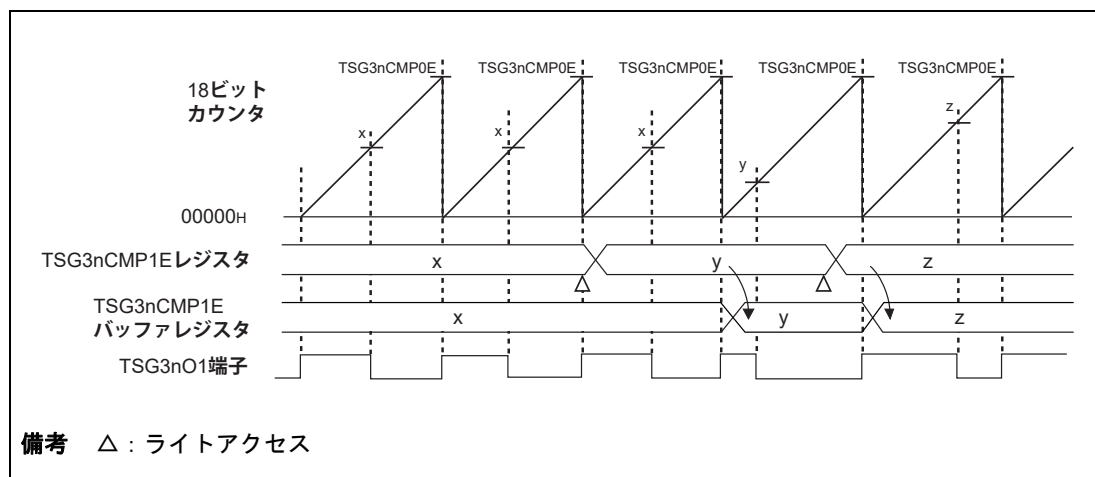 TSG3nCMP0E TSG3nCMP0E TSG3nCMP0E TSG3nCMP0E TSG3nCMP0E
18ビット
カウンタ
x x x y z
00000H
TSG3nCMP1Eレジスタ x y z
TSG3nCMP1E
バッファレジスタ x y z
TSG3nO1端子
備考 △:ライトアクセス